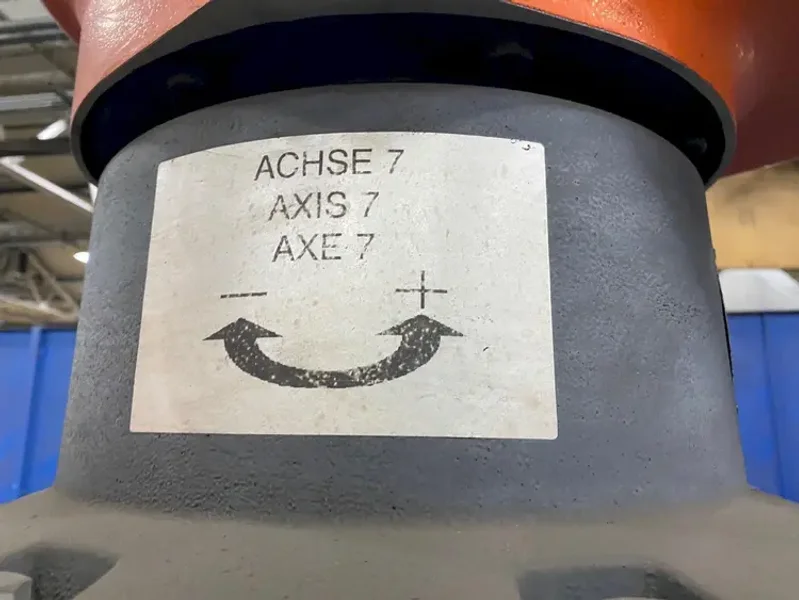 ACHSE 7
AXIS 7
AXE 7
− +